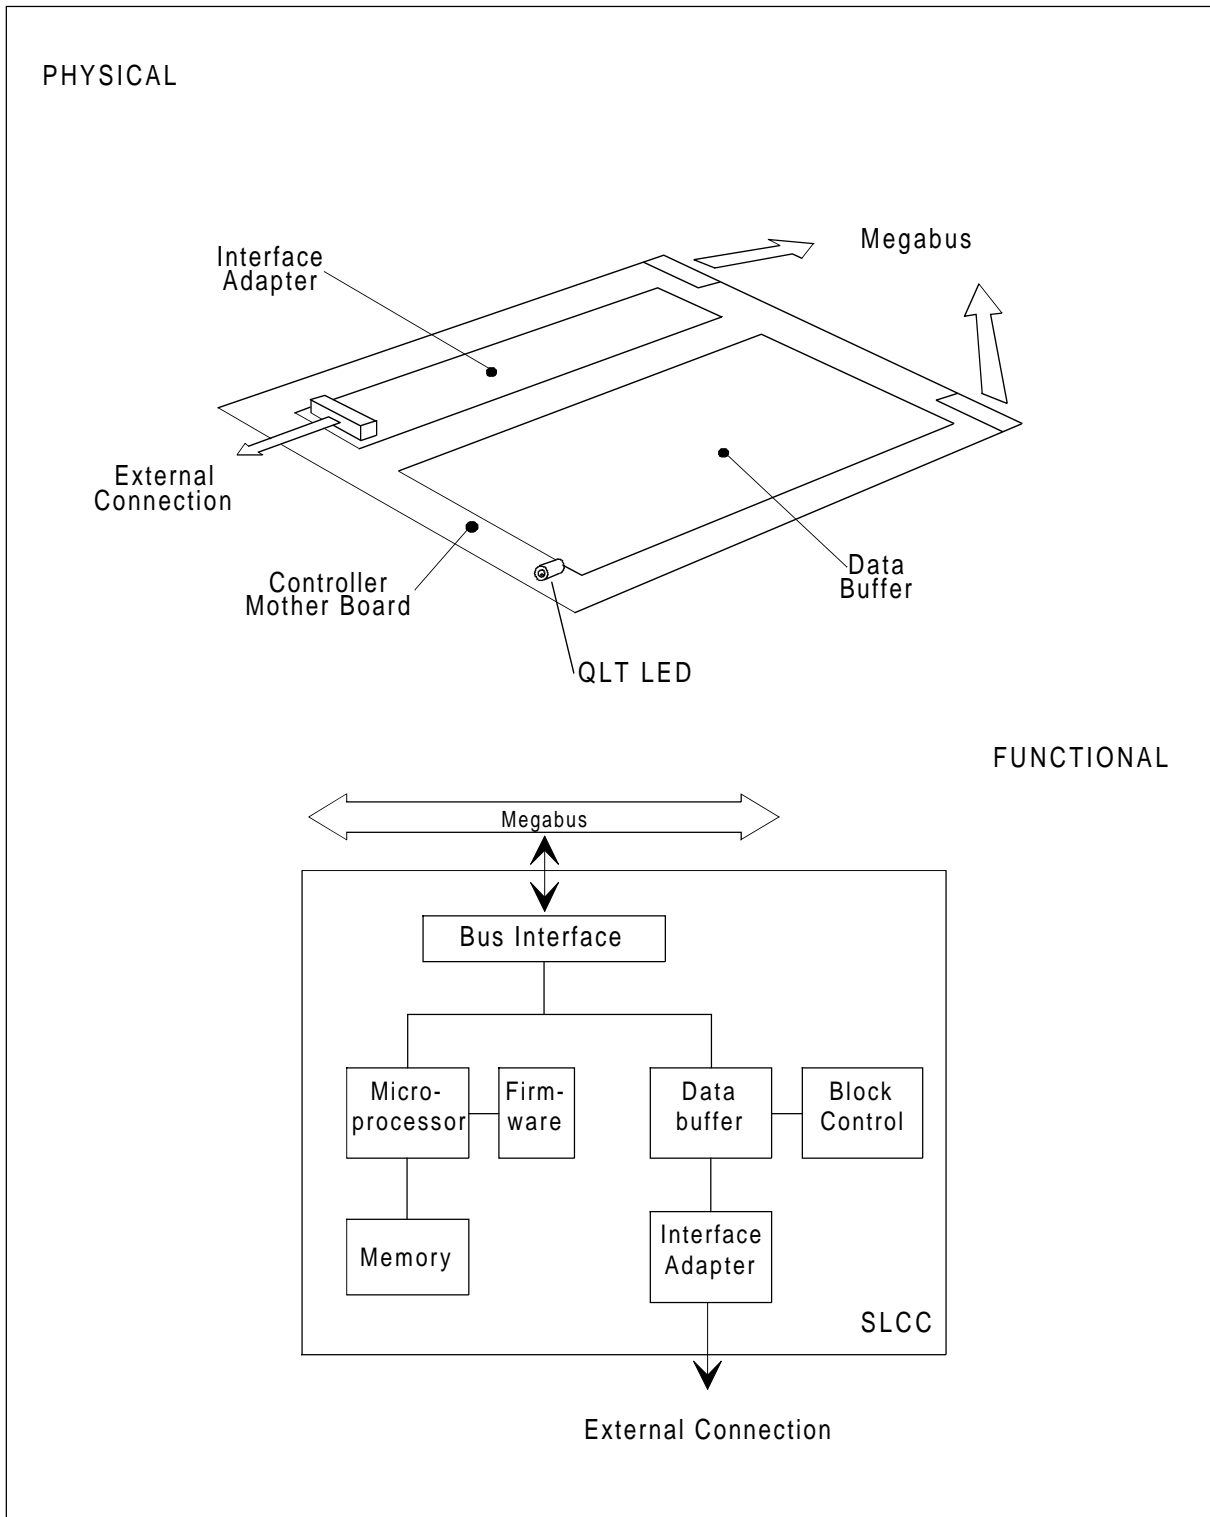 PHYSICAL
Megabus
Interface
Adapter
External
Connection
Controller
Mother Board
Data
Buffer
QLT LED
FUNCTIONAL
Megabus
Bus Interface
Micro-
processor
Firm-
ware
Data
buffer
Block
Control
Memory
Interface
Adapter
SLCC
External Connection